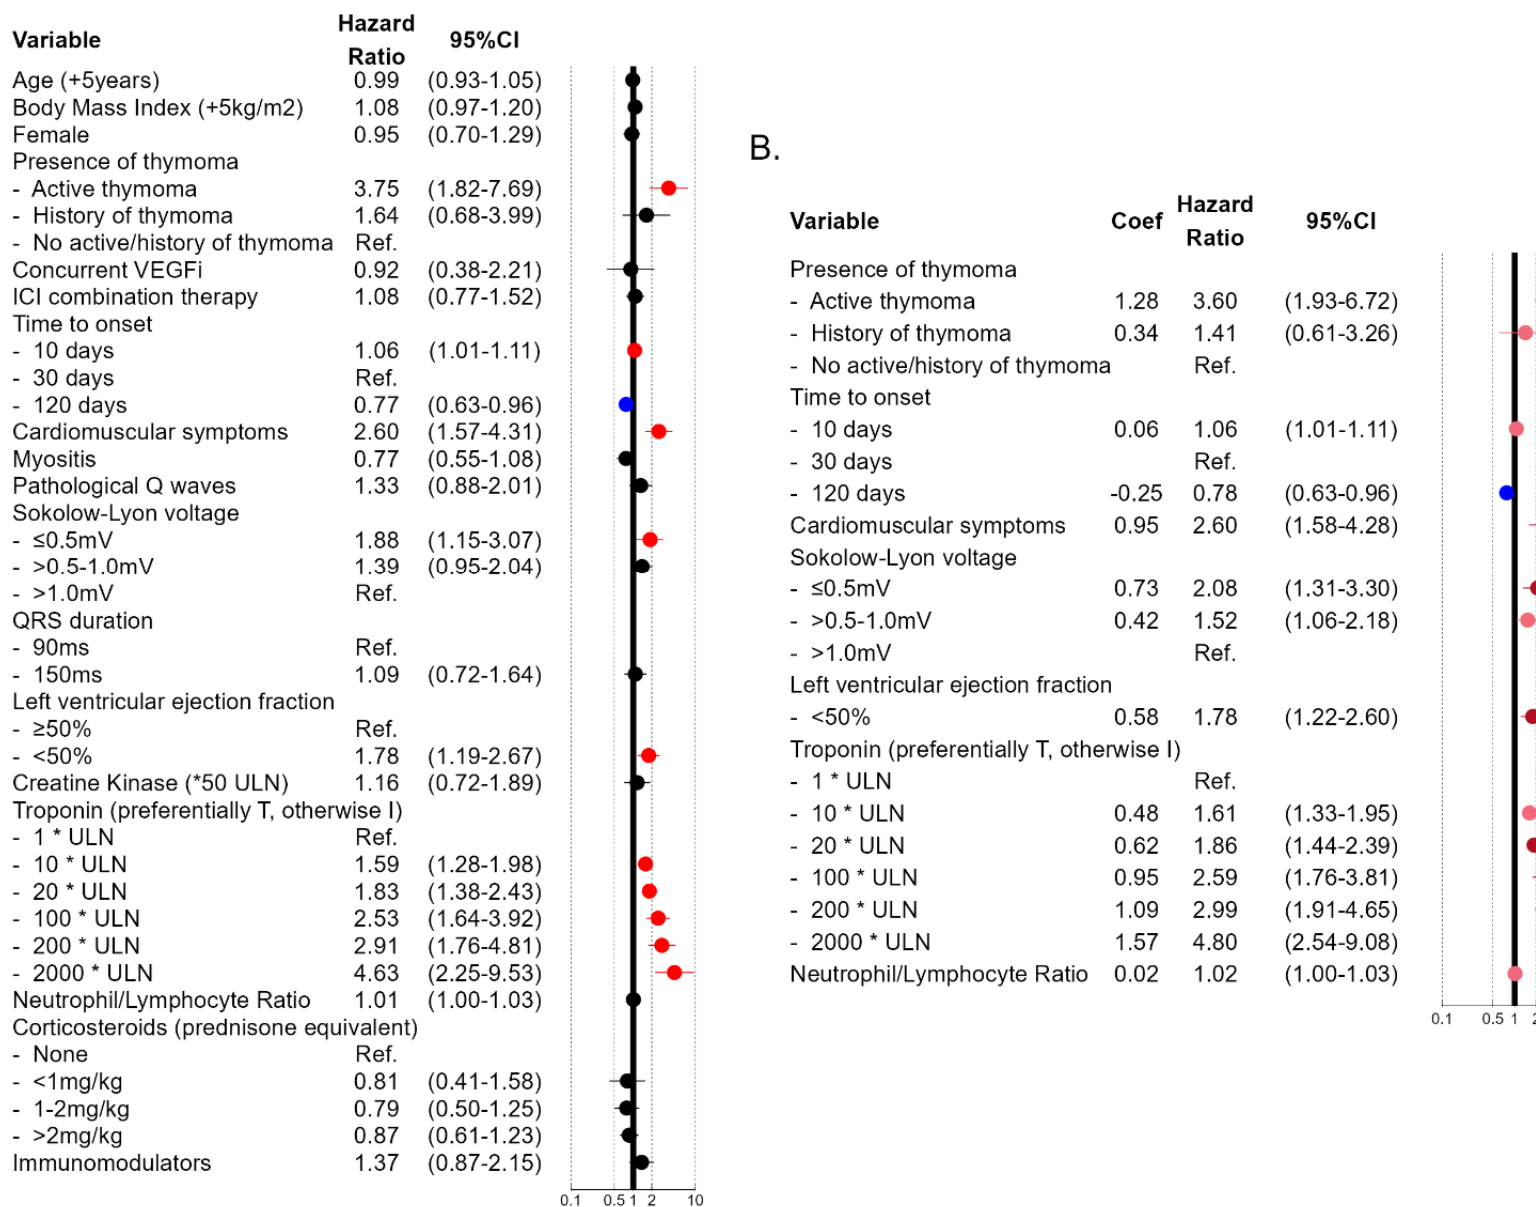 Variable Hazard Ratio 95%CI
Age (+5years) 0.99 (0.93-1.05)
Body Mass Index (+5kg/m2) 1.08 (0.97-1.20)
Female 0.95 (0.70-1.29)
Presence of thymoma
- Active thymoma 3.75 (1.82-7.69)
- History of thymoma 1.64 (0.68-3.99)
- No active/history of thymoma Ref.
Concurrent VEGFi 0.92 (0.38-2.21)
ICI combination therapy 1.08 (0.77-1.52)
Time to onset
- 10 days 1.06 (1.01-1.11)
- 30 days Ref.
- 120 days 0.77 (0.63-0.96)
Cardiomuscular symptoms 2.60 (1.57-4.31)
Myositis 0.77 (0.55-1.08)
Pathological Q waves 1.33 (0.88-2.01)
Sokolow-Lyon voltage
- ≤0.5mV 1.88 (1.15-3.07)
- >0.5-1.0mV 1.39 (0.95-2.04)
- >1.0mV Ref.
QRS duration
- 90ms Ref.
- 150ms 1.09 (0.72-1.64)
Left ventricular ejection fraction
- ≥50% Ref.
- <50% 1.78 (1.19-2.67)
Creatine Kinase (*50 ULN) 1.16 (0.72-1.89)
Troponin (preferentially T, otherwise I)
- 1 * ULN Ref.
- 10 * ULN 1.59 (1.28-1.98)
- 20 * ULN 1.83 (1.38-2.43)
- 100 * ULN 2.53 (1.64-3.92)
- 200 * ULN 2.91 (1.76-4.81)
- 2000 * ULN 4.63 (2.25-9.53)
Neutrophil/Lymphocyte Ratio 1.01 (1.00-1.03)
Corticosteroids (prednisone equivalent)
- None Ref.
- <1mg/kg 0.81 (0.41-1.58)
- 1-2mg/kg 0.79 (0.50-1.25)
- >2mg/kg 0.87 (0.61-1.23)
Immunomodulators 1.37 (0.87-2.15)
0.1 0.5 1 2 10
B.
Variable Coef Hazard Ratio 95%CI
Presence of thymoma
- Active thymoma 1.28 3.60 (1.93-6.72)
- History of thymoma 0.34 1.41 (0.61-3.26)
- No active/history of thymoma Ref.
Time to onset
- 10 days 0.06 1.06 (1.01-1.11)
- 30 days Ref.
- 120 days -0.25 0.78 (0.63-0.96)
Cardiomuscular symptoms 0.95 2.60 (1.58-4.28)
Sokolow-Lyon voltage
- ≤0.5mV 0.73 2.08 (1.31-3.30)
- >0.5-1.0mV 0.42 1.52 (1.06-2.18)
- >1.0mV Ref.
Left ventricular ejection fraction
- <50% 0.58 1.78 (1.22-2.60)
Troponin (preferentially T, otherwise I)
- 1 * ULN Ref.
- 10 * ULN 0.48 1.61 (1.33-1.95)
- 20 * ULN 0.62 1.86 (1.44-2.39)
- 100 * ULN 0.95 2.59 (1.76-3.81)
- 200 * ULN 1.09 2.99 (1.91-4.65)
- 2000 * ULN 1.57 4.80 (2.54-9.08)
Neutrophil/Lymphocyte Ratio 0.02 1.02 (1.00-1.03)
0.1 0.5 1